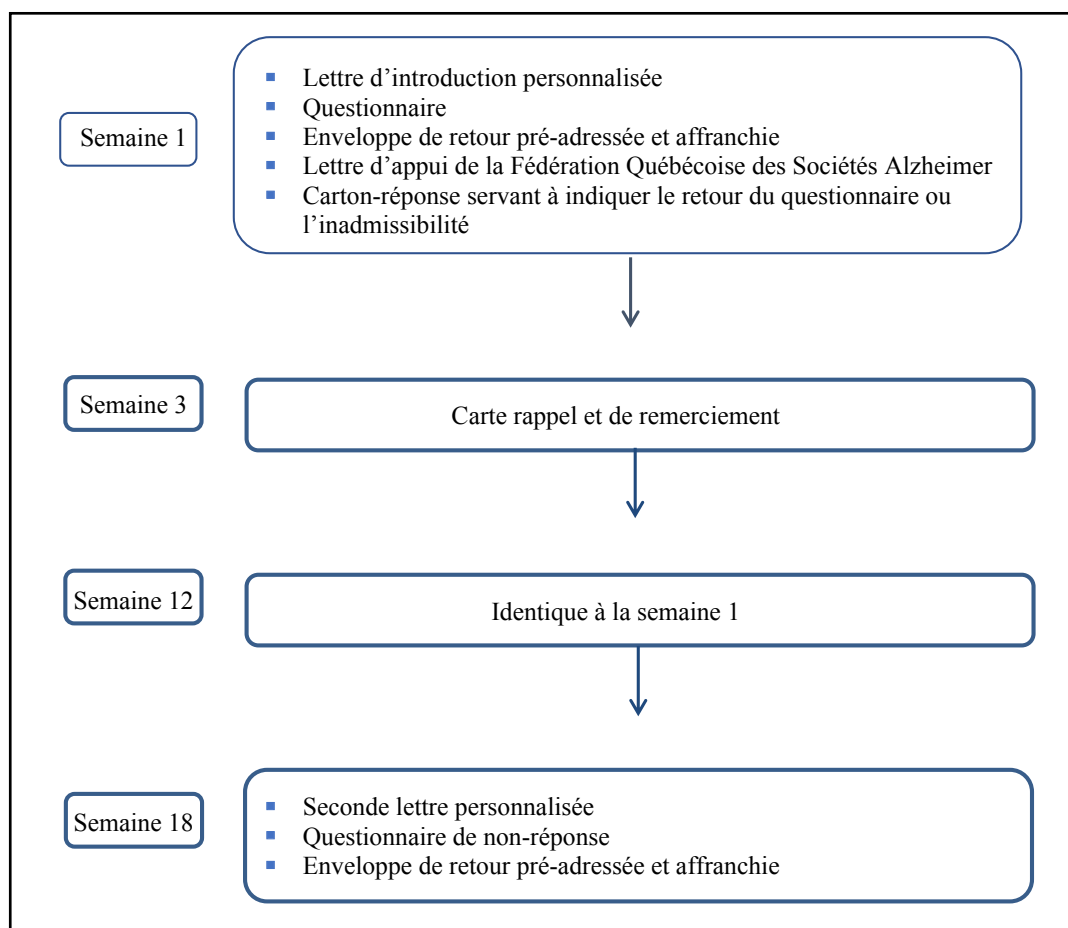 Semaine 1
▪ Lettre d’introduction personnalisée
▪ Questionnaire
▪ Enveloppe de retour pré-adressée et affranchie
▪ Lettre d’appui de la Fédération Québécoise des Sociétés Alzheimer
▪ Carton-réponse servant à indiquer le retour du questionnaire ou
l’inadmissibilité
Semaine 3
Carte rappel et de remerciement
Semaine 12
Identique à la semaine 1
Semaine 18
▪ Seconde lettre personnalisée
▪ Questionnaire de non-réponse
▪ Enveloppe de retour pré-adressée et affranchie